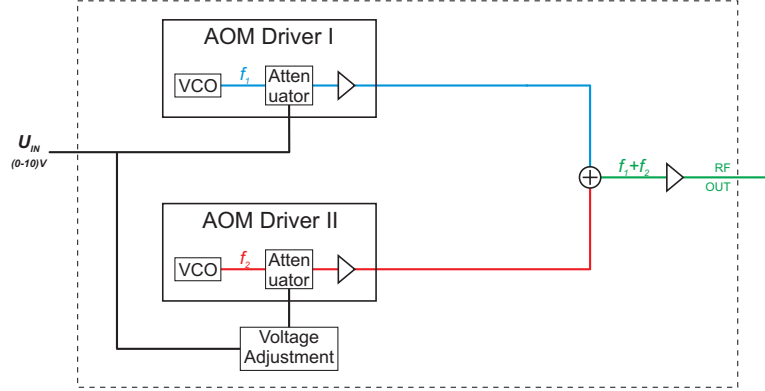 AOM Driver I
VCO
f₁
Atten
uator
U_IN
(0-10)V
f₁+f₂
RF
OUT
AOM Driver II
VCO
f₂
Atten
uator
Voltage
Adjustment